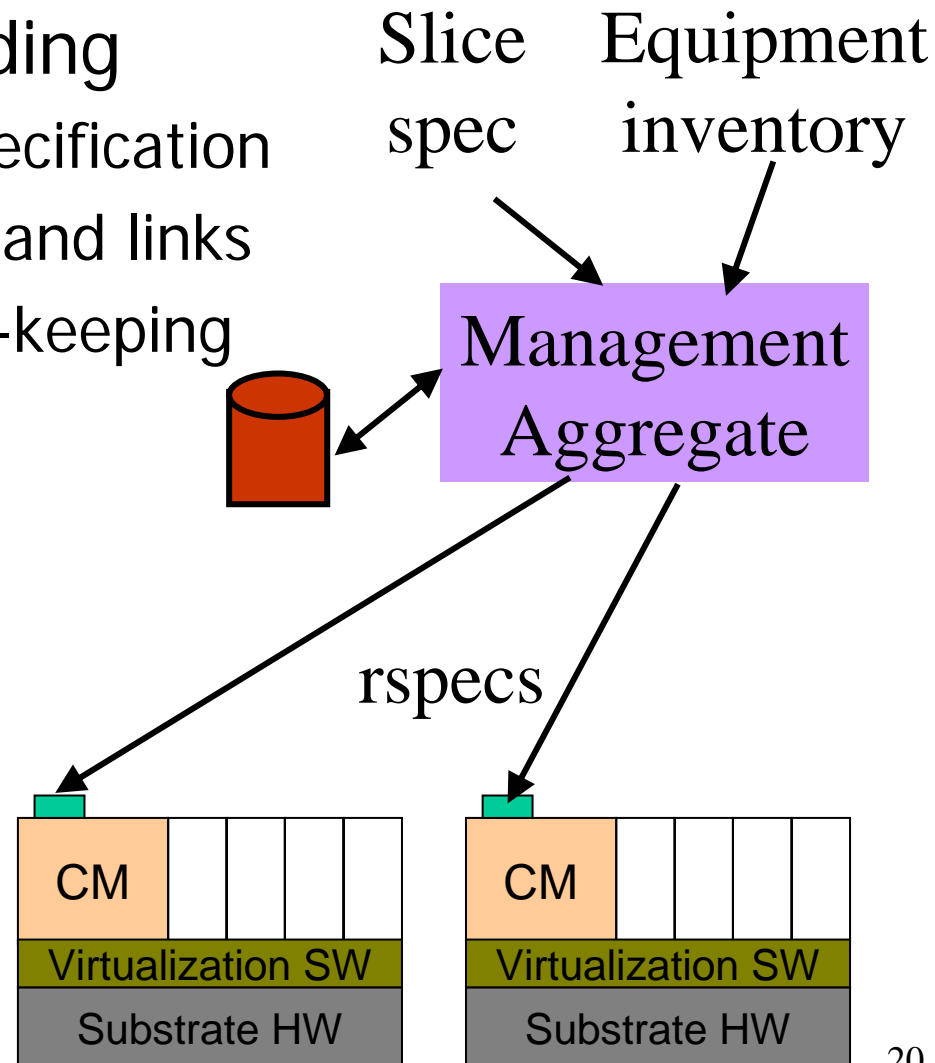 ding
ecification
and links
-keeping
Slice
spec
Equipment
inventory
Management
Aggregate
rspecs
CM
Virtualization SW
Substrate HW
CM
Virtualization SW
Substrate HW
20